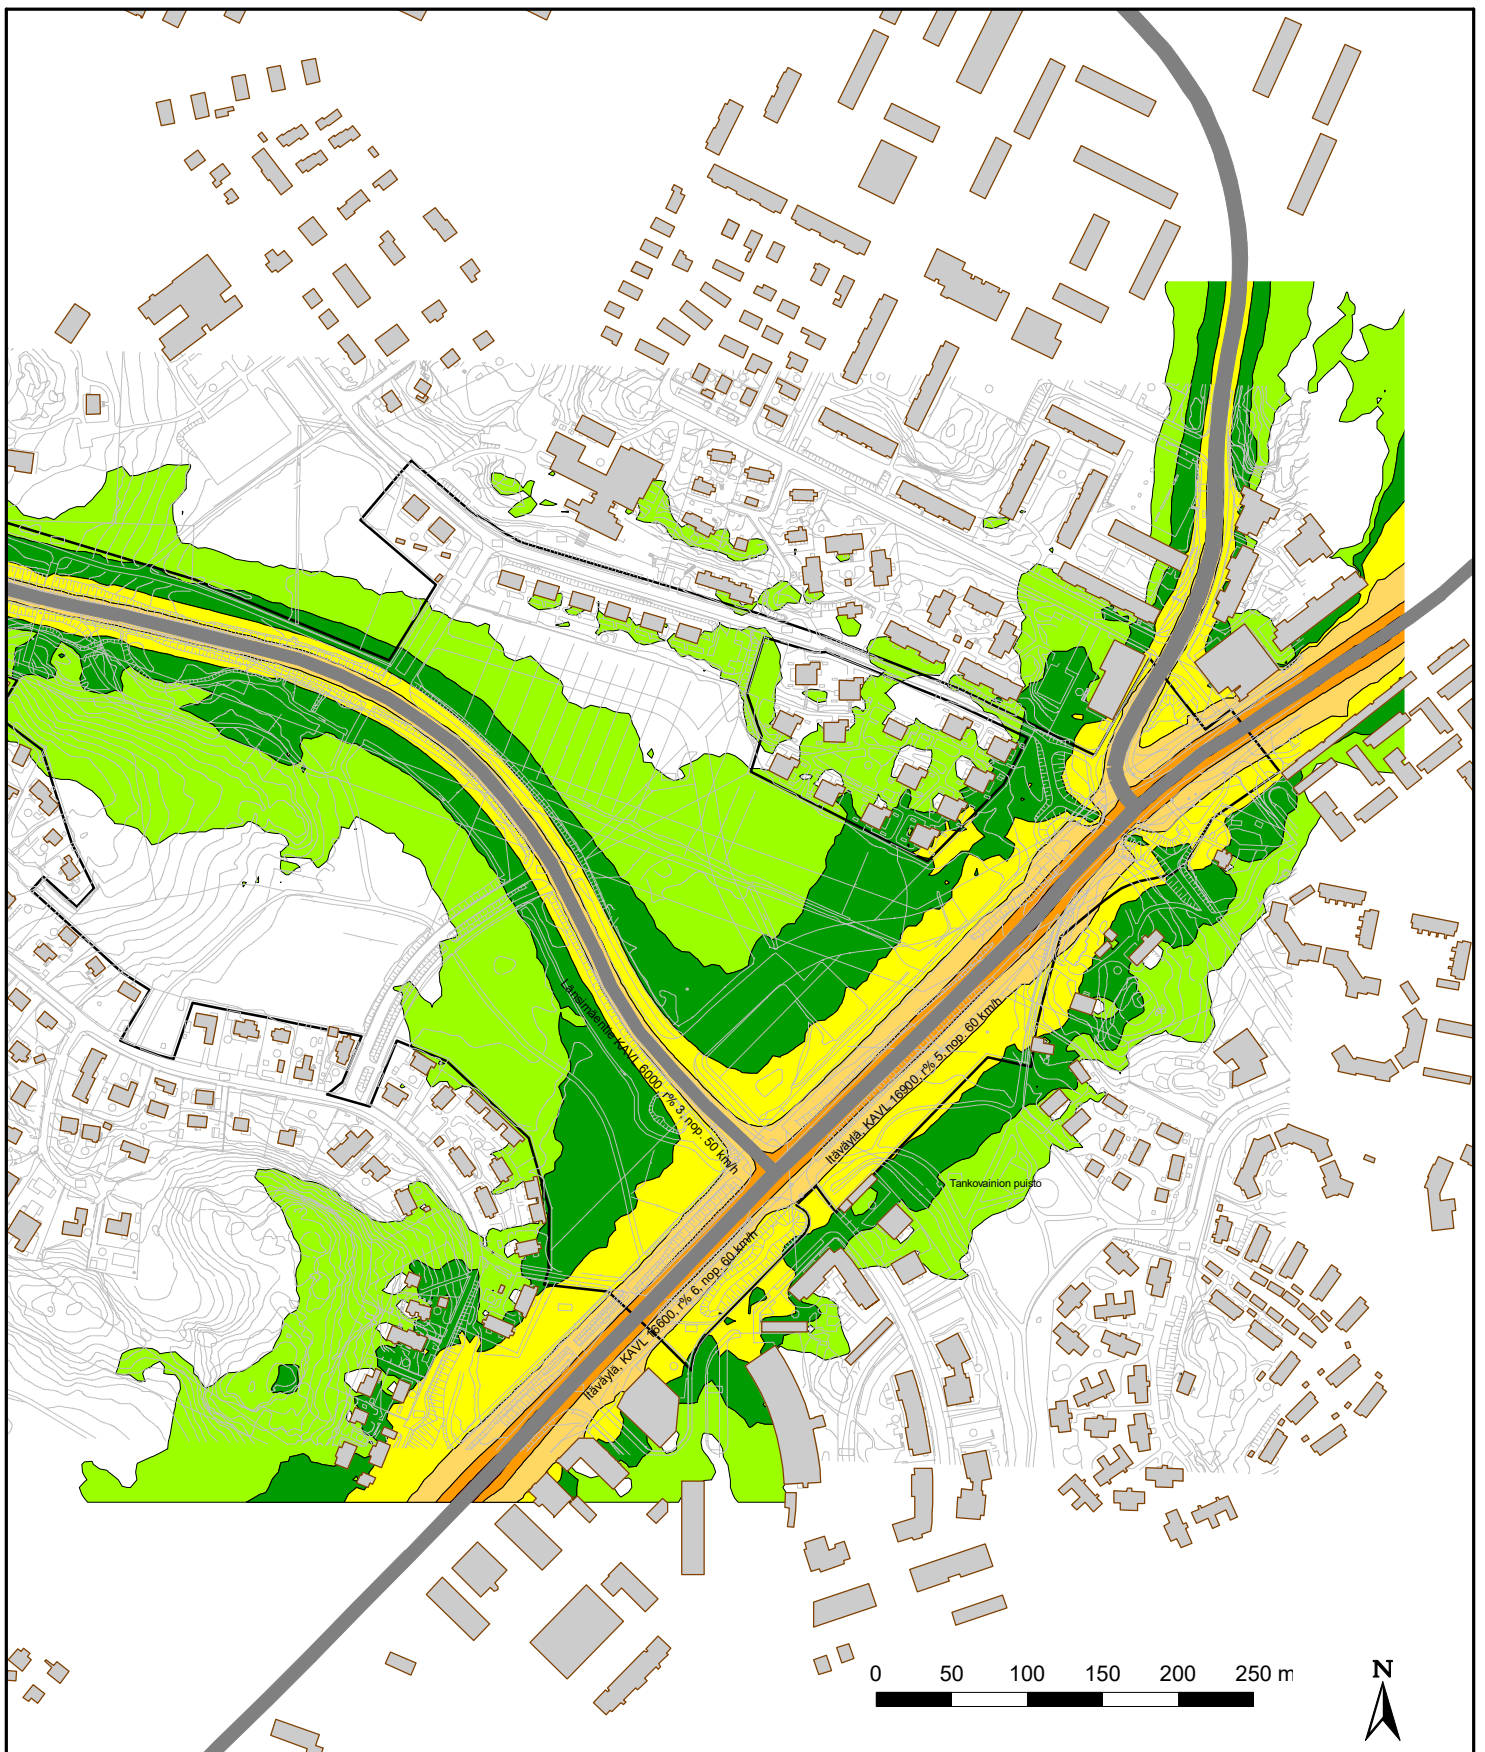 Länsimäentie KAVL 6000, r% 3, nop. 50 km/h
Itäväylä, KAVL 16900, r% 5, nop. 60 km/h
Tankovainion puisto
Itäväylä, KAVL 16600, r% 6, nop. 60 km/h
0 50 100 150 200 250 m
N